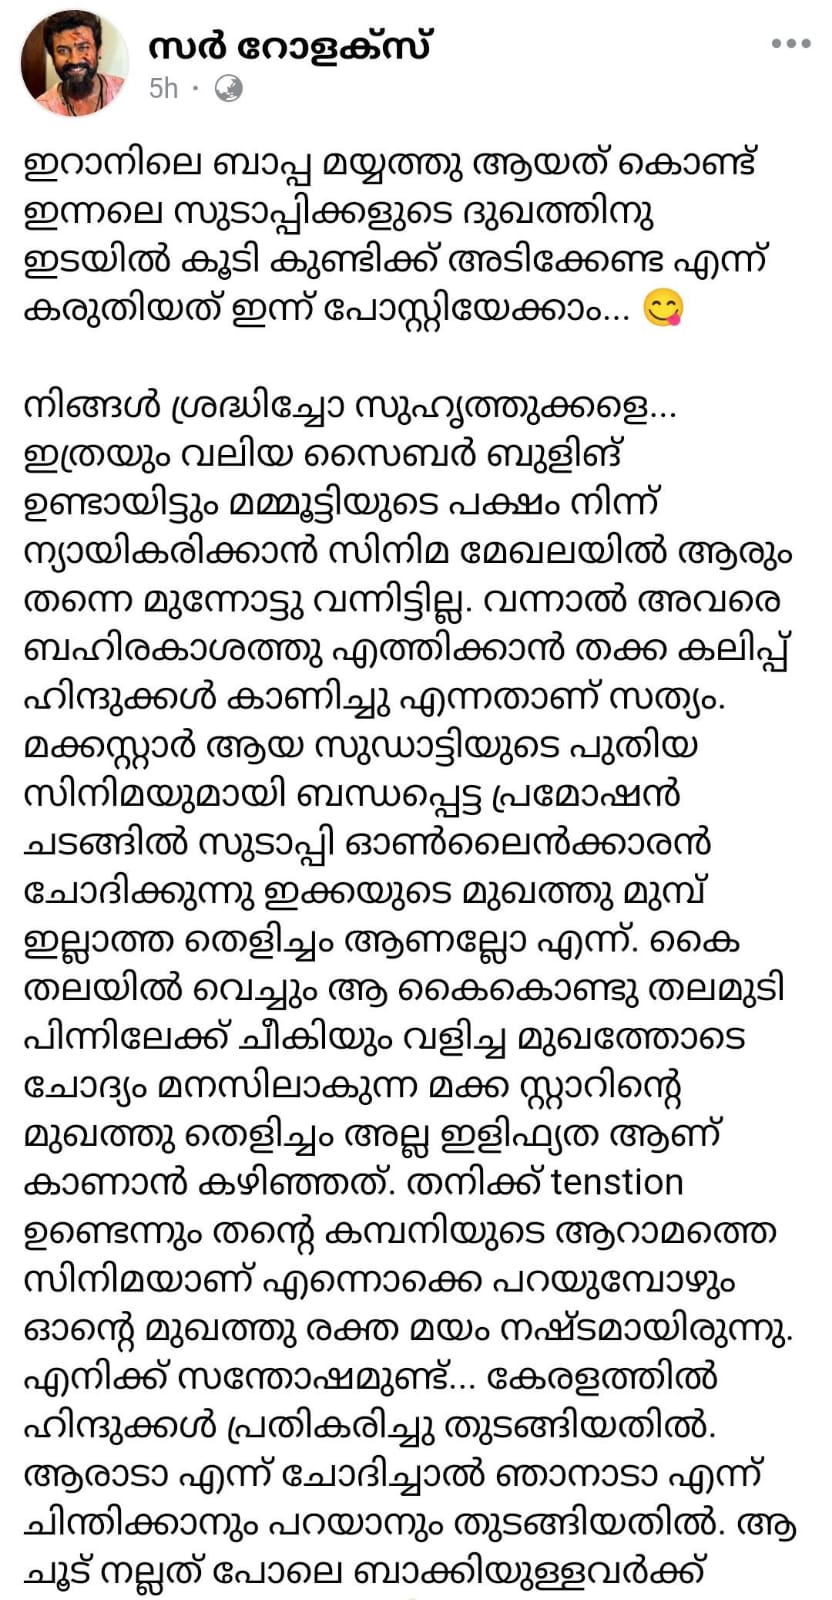 സർ റോളക്സ്
5h ·
ഇറാനിലെ ബാപ്പ മയ്യത്തു ആയത് കൊണ്ട്
ഇന്നലെ സുടാപ്പിക്കളുടെ ദുഖത്തിനു
ഇടയിൽ കൂടി കുണ്ടിക്ക് അടിക്കേണ്ട എന്ന്
കരുതിയത് ഇന്ന് പോസ്റ്റിയേക്കാം... 😋
നിങ്ങൾ ശ്രദ്ധിച്ചോ സുഹൃത്തുക്കളെ...
ഇത്രയും വലിയ സൈബർ ബുളിങ്
ഉണ്ടായിട്ടും മമ്മൂട്ടിയുടെ പക്ഷം നിന്ന്
ന്യായികരിക്കാൻ സിനിമ മേഖലയിൽ ആരും
തന്നെ മുന്നോട്ടു വന്നിട്ടില്ല. വന്നാൽ അവരെ
ബഹിരകാശത്തു എത്തിക്കാൻ തക്ക കലിപ്പ്
ഹിന്ദുക്കൾ കാണിച്ചു എന്നതാണ് സത്യം.
മക്കസ്റ്റാർ ആയ സുഡാട്ടിയുടെ പുതിയ
സിനിമയുമായി ബന്ധപ്പെട്ട പ്രമോഷൻ
ചടങ്ങിൽ സുടാപ്പി ഓൺലൈൻക്കാരൻ
ചോദിക്കുന്നു ഇക്കയുടെ മുഖത്തു മുമ്പ്
ഇല്ലാത്ത തെളിച്ചം ആണല്ലോ എന്ന്. കൈ
തലയിൽ വെച്ചും ആ കൈകൊണ്ടു തലമുടി
പിന്നിലേക്ക് ചീകിയും വളിച്ച മുഖത്തോടെ
ചോദ്യം മനസിലാകുന്ന മക്ക സ്റ്റാറിന്റെ
മുഖത്തു തെളിച്ചം അല്ല ഇളിഫ്യത ആണ്
കാണാൻ കഴിഞ്ഞത്. തനിക്ക് tenstion
ഉണ്ടെന്നും തന്റെ കമ്പനിയുടെ ആറാമത്തെ
സിനിമയാണ് എന്നൊക്കെ പറയുമ്പോഴും
ഓന്റെ മുഖത്തു രക്ത മയം നഷ്ടമായിരുന്നു.
എനിക്ക് സന്തോഷമുണ്ട്... കേരളത്തിൽ
ഹിന്ദുക്കൾ പ്രതികരിച്ചു തുടങ്ങിയതിൽ.
ആരാടാ എന്ന് ചോദിച്ചാൽ ഞാനാടാ എന്ന്
ചിന്തിക്കാനും പറയാനും തുടങ്ങിയതിൽ. ആ
ചൂട് നല്ലത് പോലെ ബാക്കിയുള്ളവർക്ക്